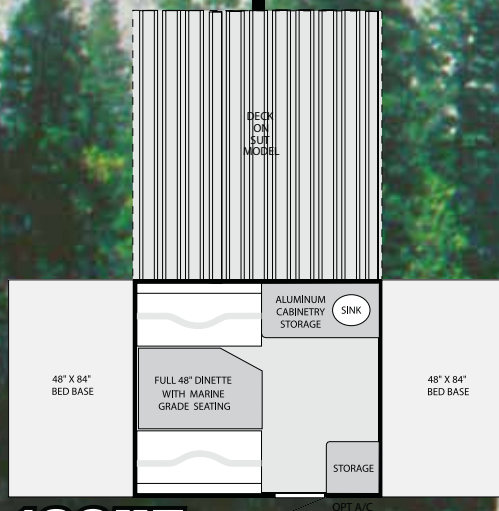 DECK
ON
SUT
MODEL
ALUMINUM
CABINETRY
STORAGE
SINK
48" X 84"
BED BASE
FULL 48" DINETTE
WITH MARINE
GRADE SEATING
48" X 84"
BED BASE
STORAGE
OPT A/C